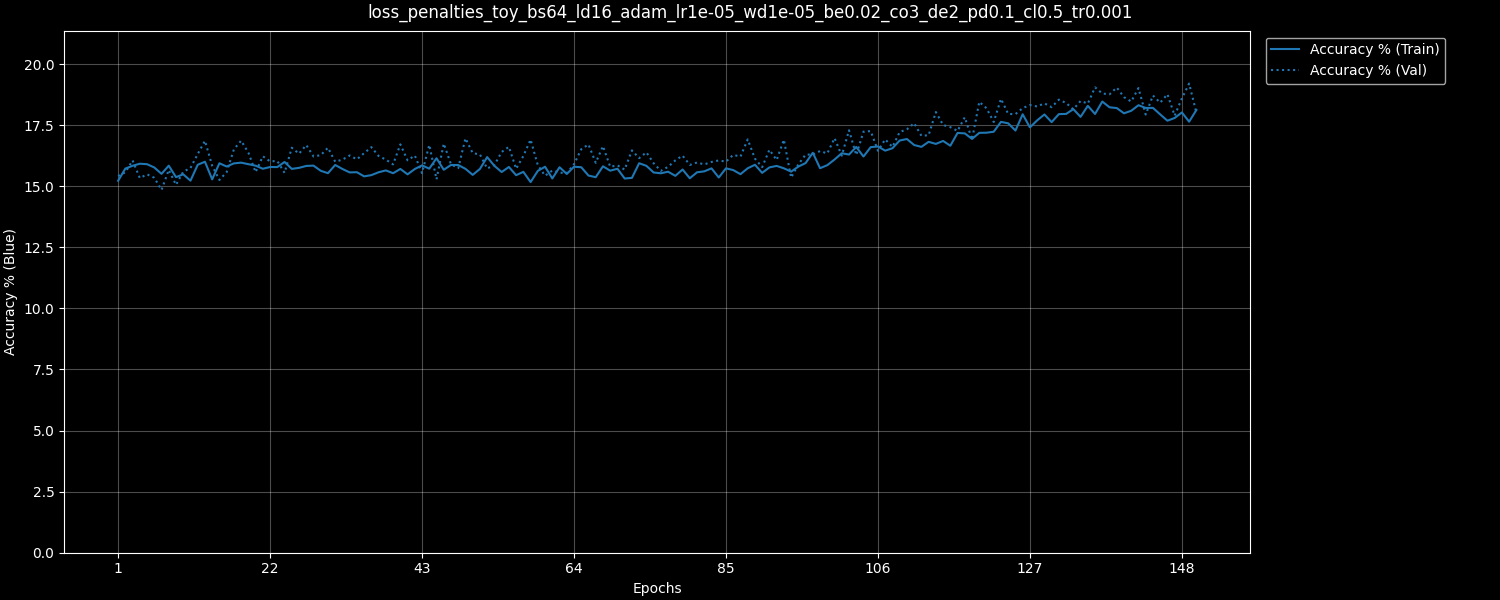 loss_penalties_toy_bs64_ld16_adam_lr1e-05_wd1e-05_be0.02_co3_de2_pd0.1_cl0.5_tr0.001
Accuracy % (Train)
Accuracy % (Val)
20.0
17.5
15.0
12.5
10.0
7.5
5.0
2.5
0.0
Accuracy % (Blue)
1 22 43 64 85 106 127 148
Epochs